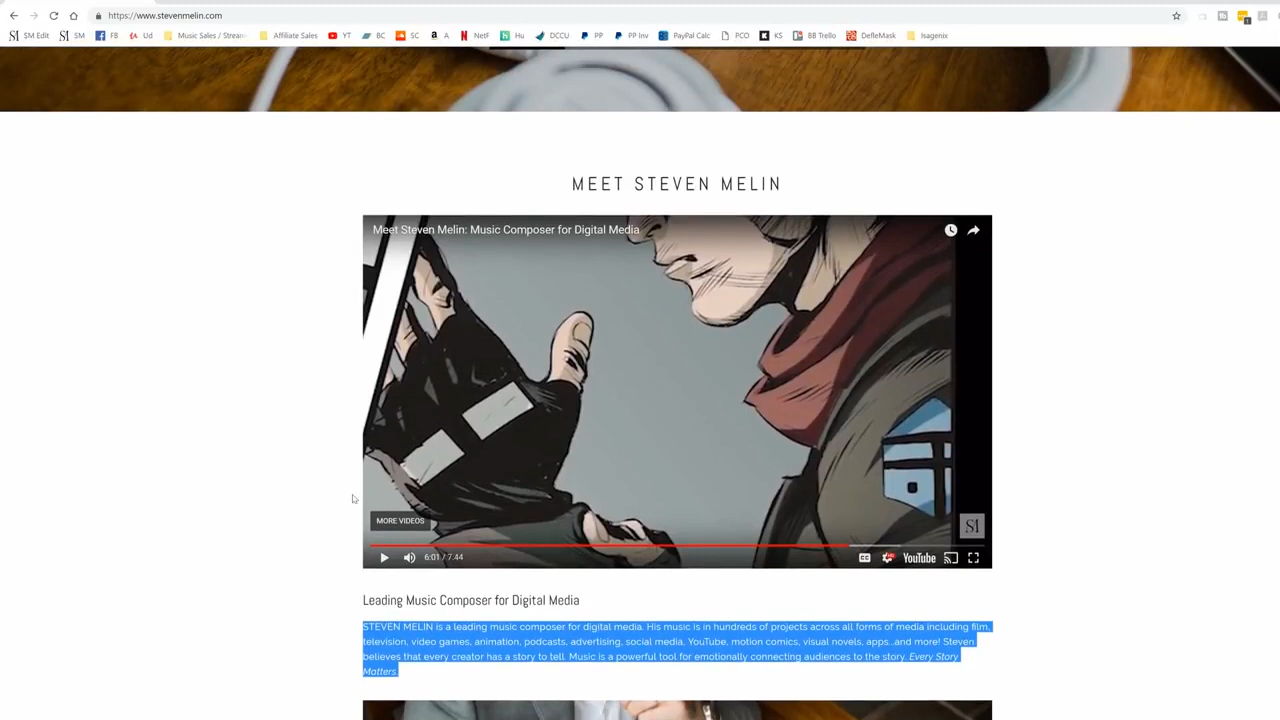 https://www.stevenmelin.com
SM Edit SM FB Ud Music Sales / Stream Affiliate Sales YT BC SC A NetF Hu DCCU PP PP Inv PayPal Calc PCO KS BB Trello DefleMask Isagenix
MEET STEVEN MELIN
Meet Steven Melin: Music Composer for Digital Media
MORE VIDEOS
SM
6:01 / 7:44
CC
HD
YouTube
Leading Music Composer for Digital Media
STEVEN MELIN is a leading music composer for digital media. His music is in hundreds of projects across all forms of media including film,
television, video games, animation, podcasts, advertising, social media, YouTube, motion comics, visual novels, apps...and more! Steven
believes that every creator has a story to tell. Music is a powerful tool for emotionally connecting audiences to the story. Every Story
Matters.